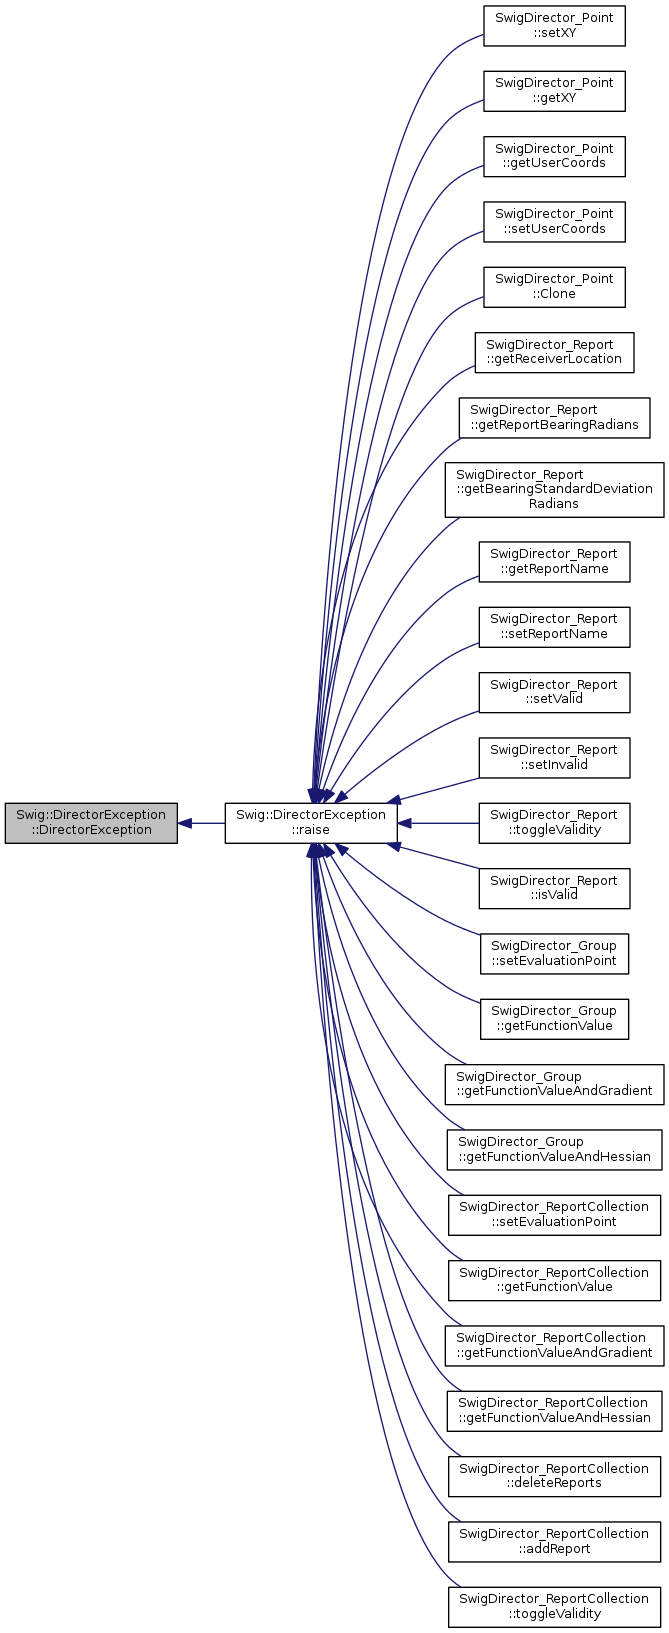 SwigDirector_Point
::setXY
SwigDirector_Point
::getXY
SwigDirector_Point
::getUserCoords
SwigDirector_Point
::setUserCoords
SwigDirector_Point
::Clone
SwigDirector_Report
::getReceiverLocation
SwigDirector_Report
::getReportBearingRadians
SwigDirector_Report
::getBearingStandardDeviation
Radians
SwigDirector_Report
::getReportName
SwigDirector_Report
::setReportName
SwigDirector_Report
::setValid
SwigDirector_Report
::setInvalid
Swig::DirectorException
::DirectorException
Swig::DirectorException
::raise
SwigDirector_Report
::toggleValidity
SwigDirector_Report
::isValid
SwigDirector_Group
::setEvaluationPoint
SwigDirector_Group
::getFunctionValue
SwigDirector_Group
::getFunctionValueAndGradient
SwigDirector_Group
::getFunctionValueAndHessian
SwigDirector_ReportCollection
::setEvaluationPoint
SwigDirector_ReportCollection
::getFunctionValue
SwigDirector_ReportCollection
::getFunctionValueAndGradient
SwigDirector_ReportCollection
::getFunctionValueAndHessian
SwigDirector_ReportCollection
::deleteReports
SwigDirector_ReportCollection
::addReport
SwigDirector_ReportCollection
::toggleValidity